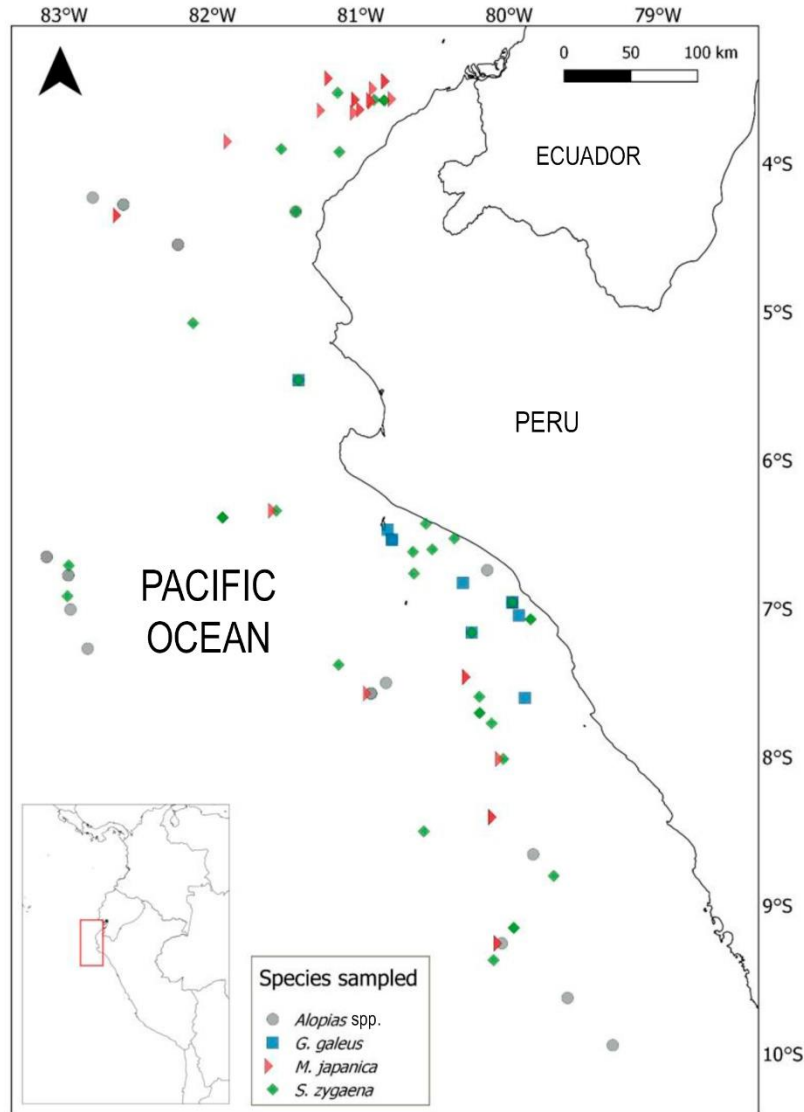 83°W 82°W 81°W 80°W 79°W
0 50 100 km
ECUADOR
4°S
5°S
PERU
6°S
PACIFIC
OCEAN
7°S
8°S
9°S
10°S
Species sampled
Alopias spp.
G. galeus
M. japanica
S. zygaena